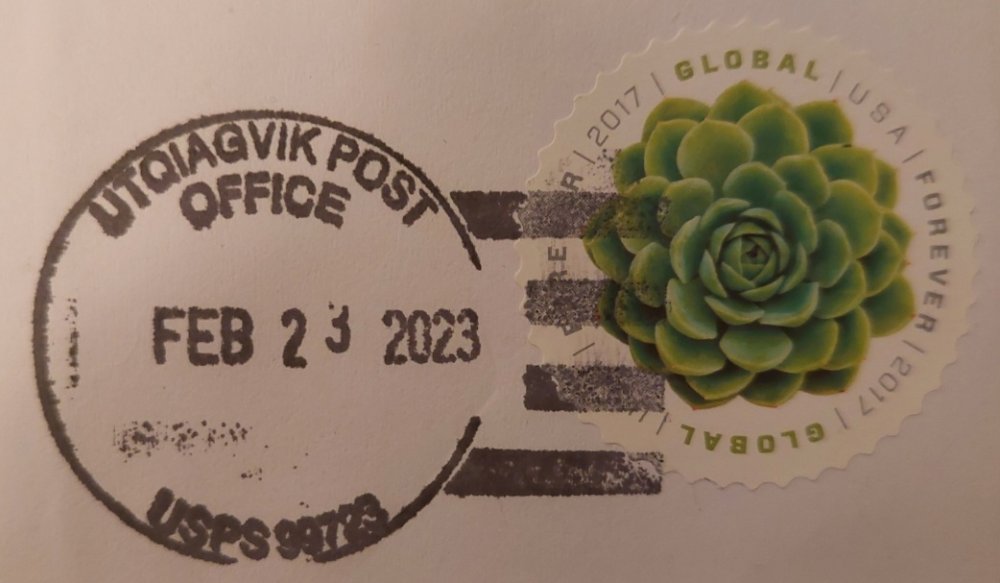 UTQIAGVIK POST
OFFICE
FEB 23 2023
USPS 99723
GLOBAL | USA | FOREVER | 2017 | GLOBAL | U
| 2017 |